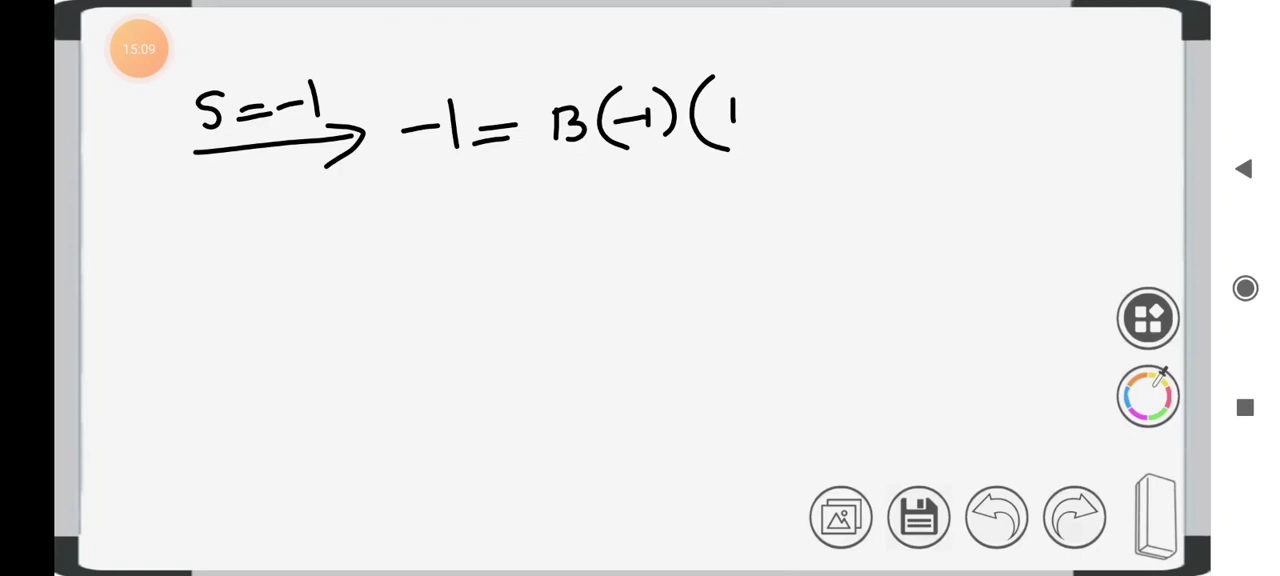 15:09
S=-1 → -1 = B(-1)(1